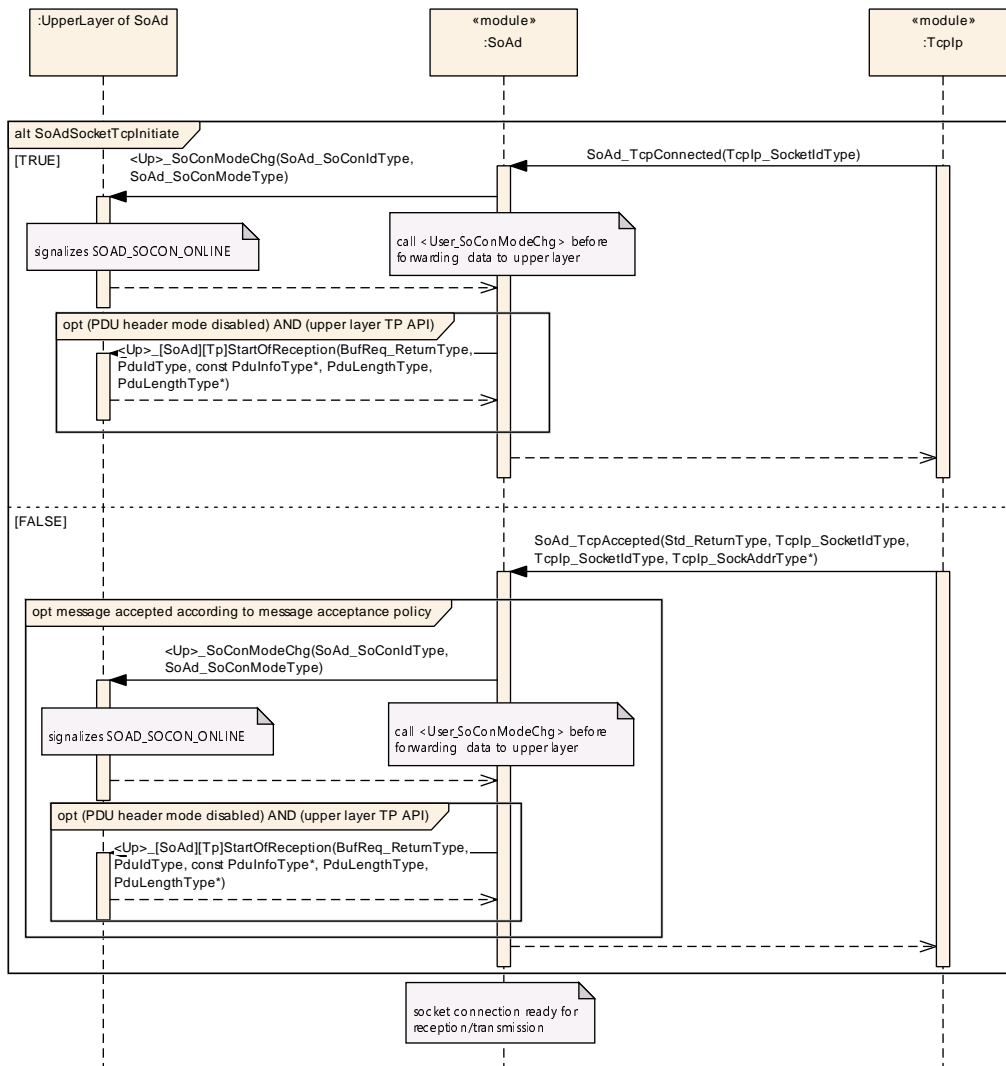 :UpperLayer of SoAd
«module»
:SoAd
«module»
:TcpIp
alt SoAdSocketTcpInitiate
[TRUE]
<Up>_SoConModeChg(SoAd_SoConIdType,
SoAd_SoConModeType)
SoAd_TcpConnected(TcpIp_SocketIdType)
signalizes SOAD_SOCON_ONLINE
call <User_SoConModeChg> before
forwarding data to upper layer
opt (PDU header mode disabled) AND (upper layer TP API)
<Up>_[SoAd][Tp]StartOfReception(BufReq_ReturnType,
PduIdType, const PduInfoType*, PduLengthType,
PduLengthType*)
[FALSE]
SoAd_TcpAccepted(Std_ReturnType, TcpIp_SocketIdType,
TcpIp_SocketIdType, TcpIp_SockAddrType*)
opt message accepted according to message acceptance policy
<Up>_SoConModeChg(SoAd_SoConIdType,
SoAd_SoConModeType)
signalizes SOAD_SOCON_ONLINE
call <User_SoConModeChg> before
forwarding data to upper layer
opt (PDU header mode disabled) AND (upper layer TP API)
<Up>_[SoAd][Tp]StartOfReception(BufReq_ReturnType,
PduIdType, const PduInfoType*, PduLengthType,
PduLengthType*)
socket connection ready for
reception/transmission